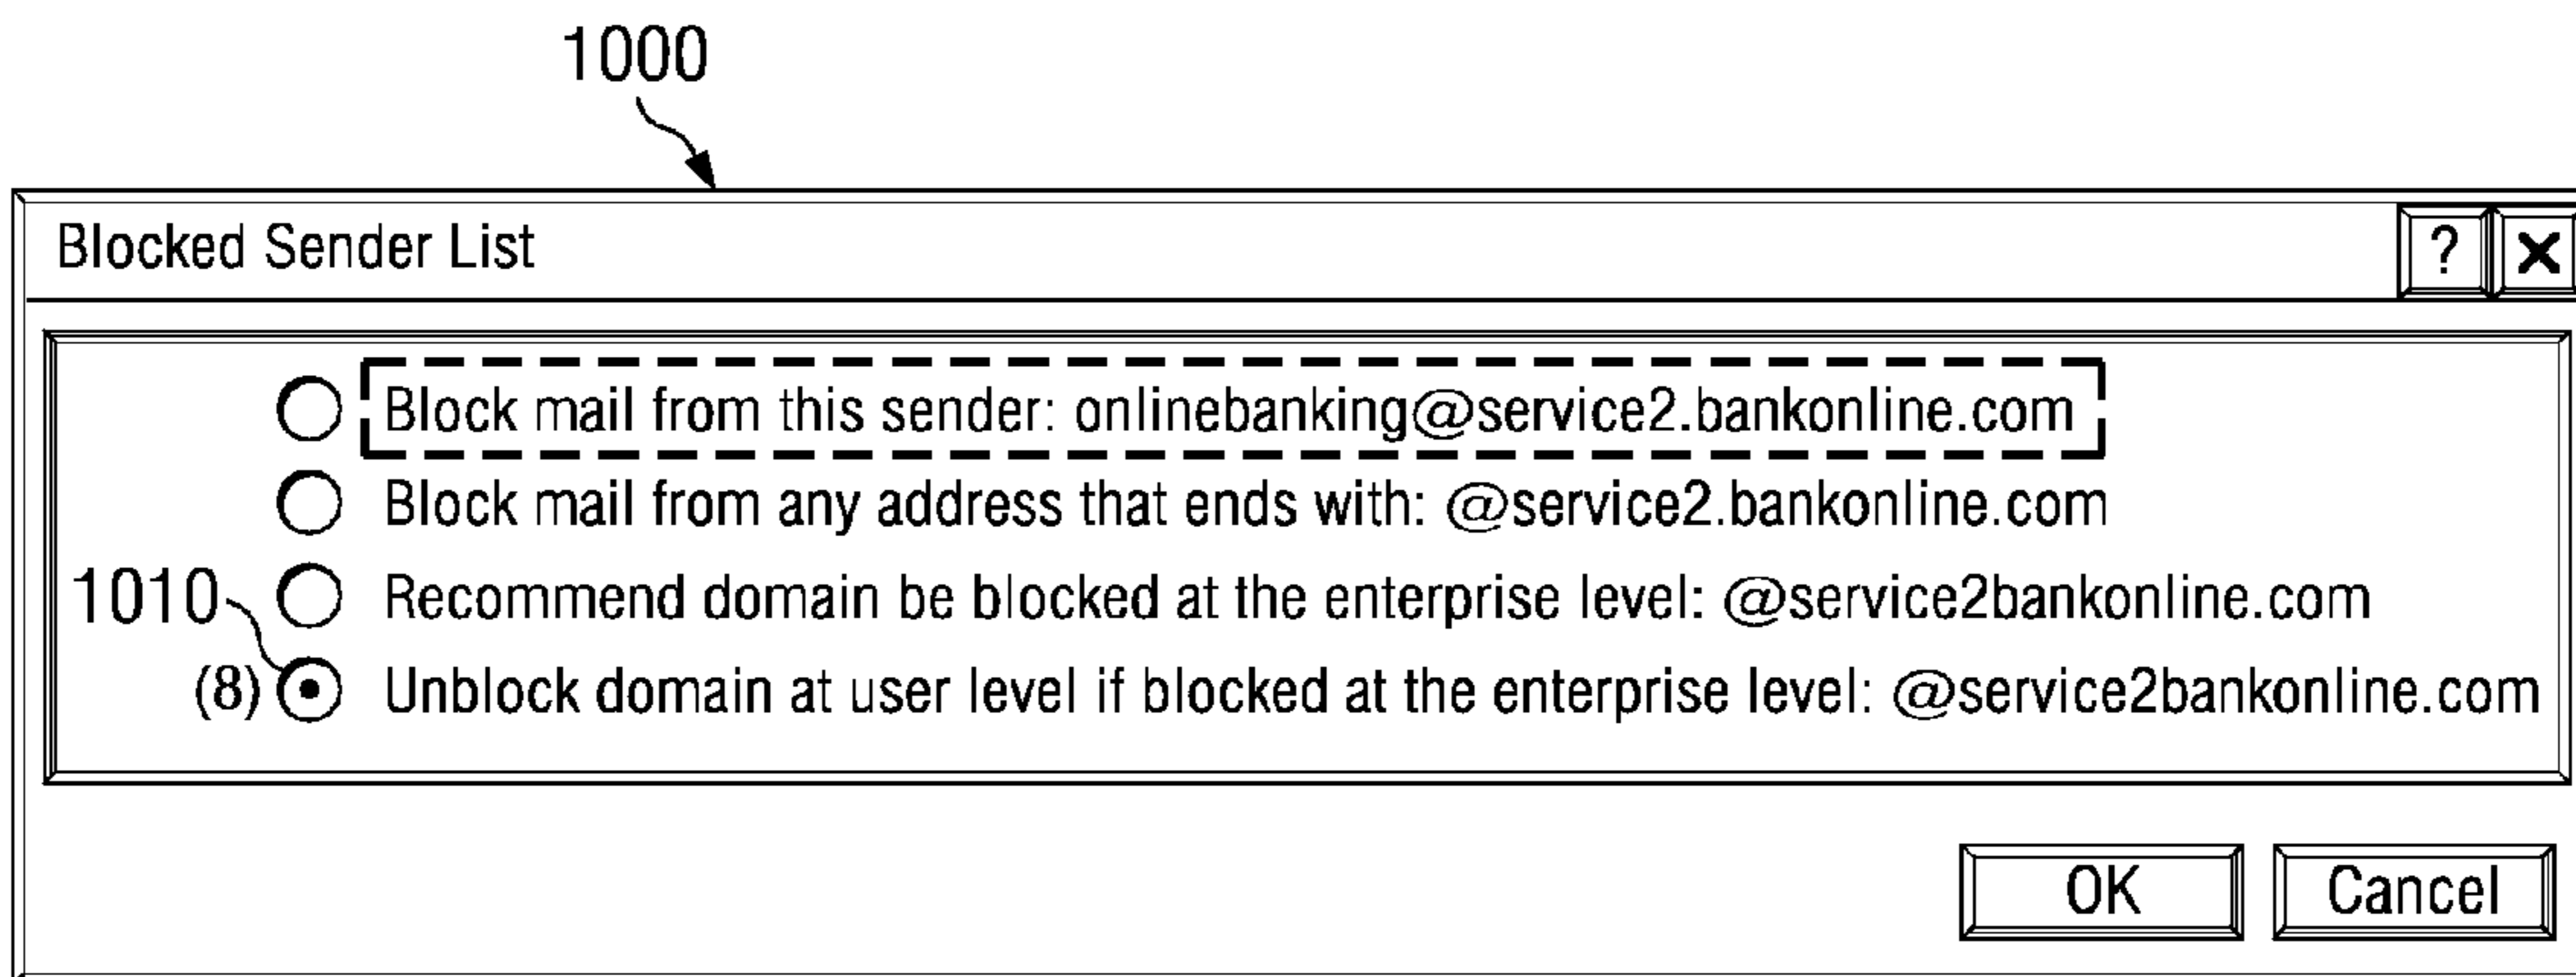 1000
Blocked Sender List ? ×
Block mail from this sender: onlinebanking@service2.bankonline.com
Block mail from any address that ends with: @service2.bankonline.com
1010 Recommend domain be blocked at the enterprise level: @service2bankonline.com
(8) Unblock domain at user level if blocked at the enterprise level: @service2bankonline.com
OK Cancel